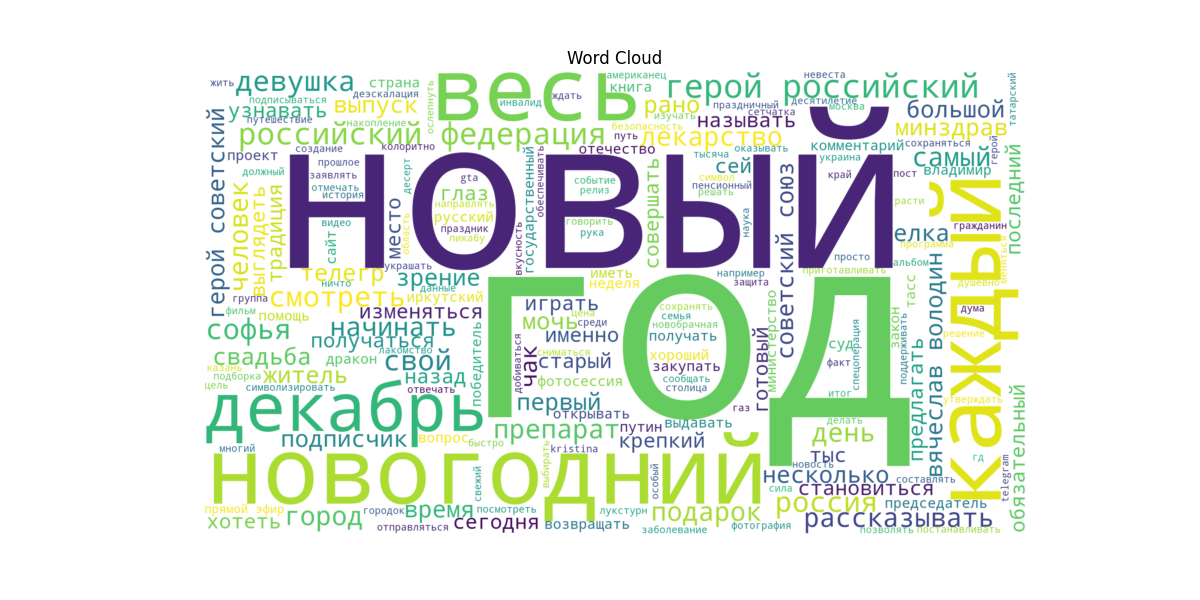 Word Cloud
жить
девушка
страна
весь
американец
книга
герой российский
невеста
татарский
подписываться
деэскалация
ослепнуть
инвалид
ждать
узнавать
выпуск
рано
праздничный
десятилетие
сетчатка
москва
большой
путешествие
накопление
безопасность
изучать
называть
минздрав
российский федерация
путь
лекарство
герой советский
проект
создание
колоритно
отечество
тысяча
оказывать
комментарий
сохраняться
герой
прошлое
заявлять
десерт
государственный
обеспечивать
сей
украина
самый
владимир
последний
должный
отмечать
история
gta
глаз
событие
релиз
совершать
символ
пенсионный
решать
край
пост
человек
выглядеть
традиция
место
область
направлять
русский
праздник
пикабу
говорить
рука
новый
наука
советский союз
расти
гражданин
каждый
видео
сайт
елка
программа
вкусность
украшать
телегр
зрение
иметь
неделя
например
защита
просто
приготавливать
альбом
тасс
душевно
меняться
ничто
данные
группа
смотреть
иркутский
год
фильм
помощь
изменяться
играть
цена
сохранять
семья
министерство
закон
володин
дума
софья
начинать
получаться
победитель
мочь
среди
новобрачная
именно
получать
готовый
суд
спецоперация
поддерживать
решение
свадьба
дракон
лакомство
свой
добиваться
чак
сниматься
старый
хороший
закупать
факт
предлагать
казань
подборка
житель
назад
фотосессия
сообщать
столица
цель
символизировать
отвечать
итог
утверждать
декабрь
первый
открывать
путин
газ
выдавать
делать
вячеслав
обязательный
подписчик
вопрос
быстро
препарат
крепкий
день
многий
kristina
тыс
гд
telegram
новогодний
свежий
выбирать
особый
новость
несколько
составлять
сила
становиться
прямой эфир
городок
время
посмотреть
лукстурн
подарок
россия
председатель
хотеть
город
отправляться
сегодня
возвращать
заболевание
фотография
рассказывать
позволять
постанавливать